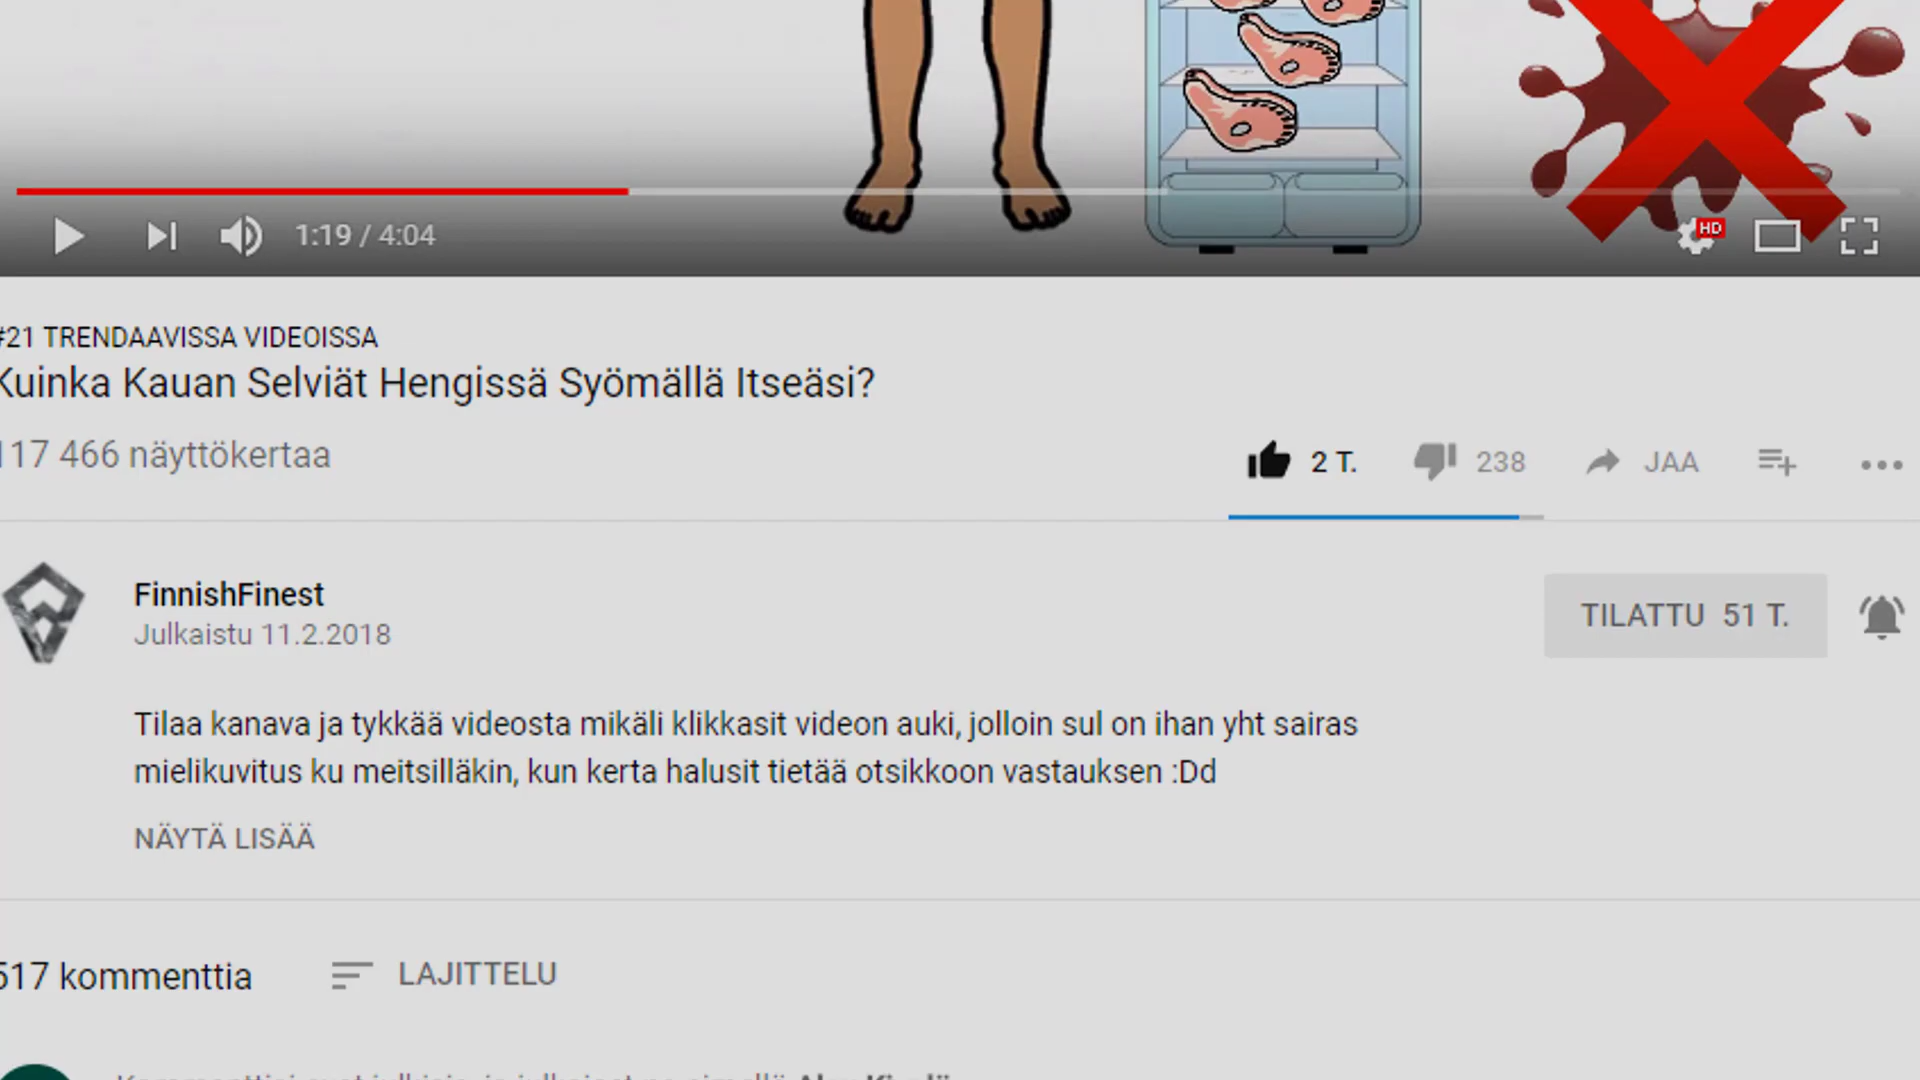 1:19 / 4:04
HD
#21 TRENDAAVISSA VIDEOISSA
Kuinka Kauan Selviät Hengissä Syömällä Itseäsi?
117 466 näyttökertaa
2 T.
238
JAA
FinnishFinest
Julkaistu 11.2.2018
TILATTU 51 T.
Tilaa kanava ja tykkää videosta mikäli klikkasit videon auki, jolloin sul on ihan yht sairas
mielikuvitus ku meitsilläkin, kun kerta halusit tietää otsikkoon vastauksen :Dd
NÄYTÄ LISÄÄ
517 kommenttia
LAJITTELU